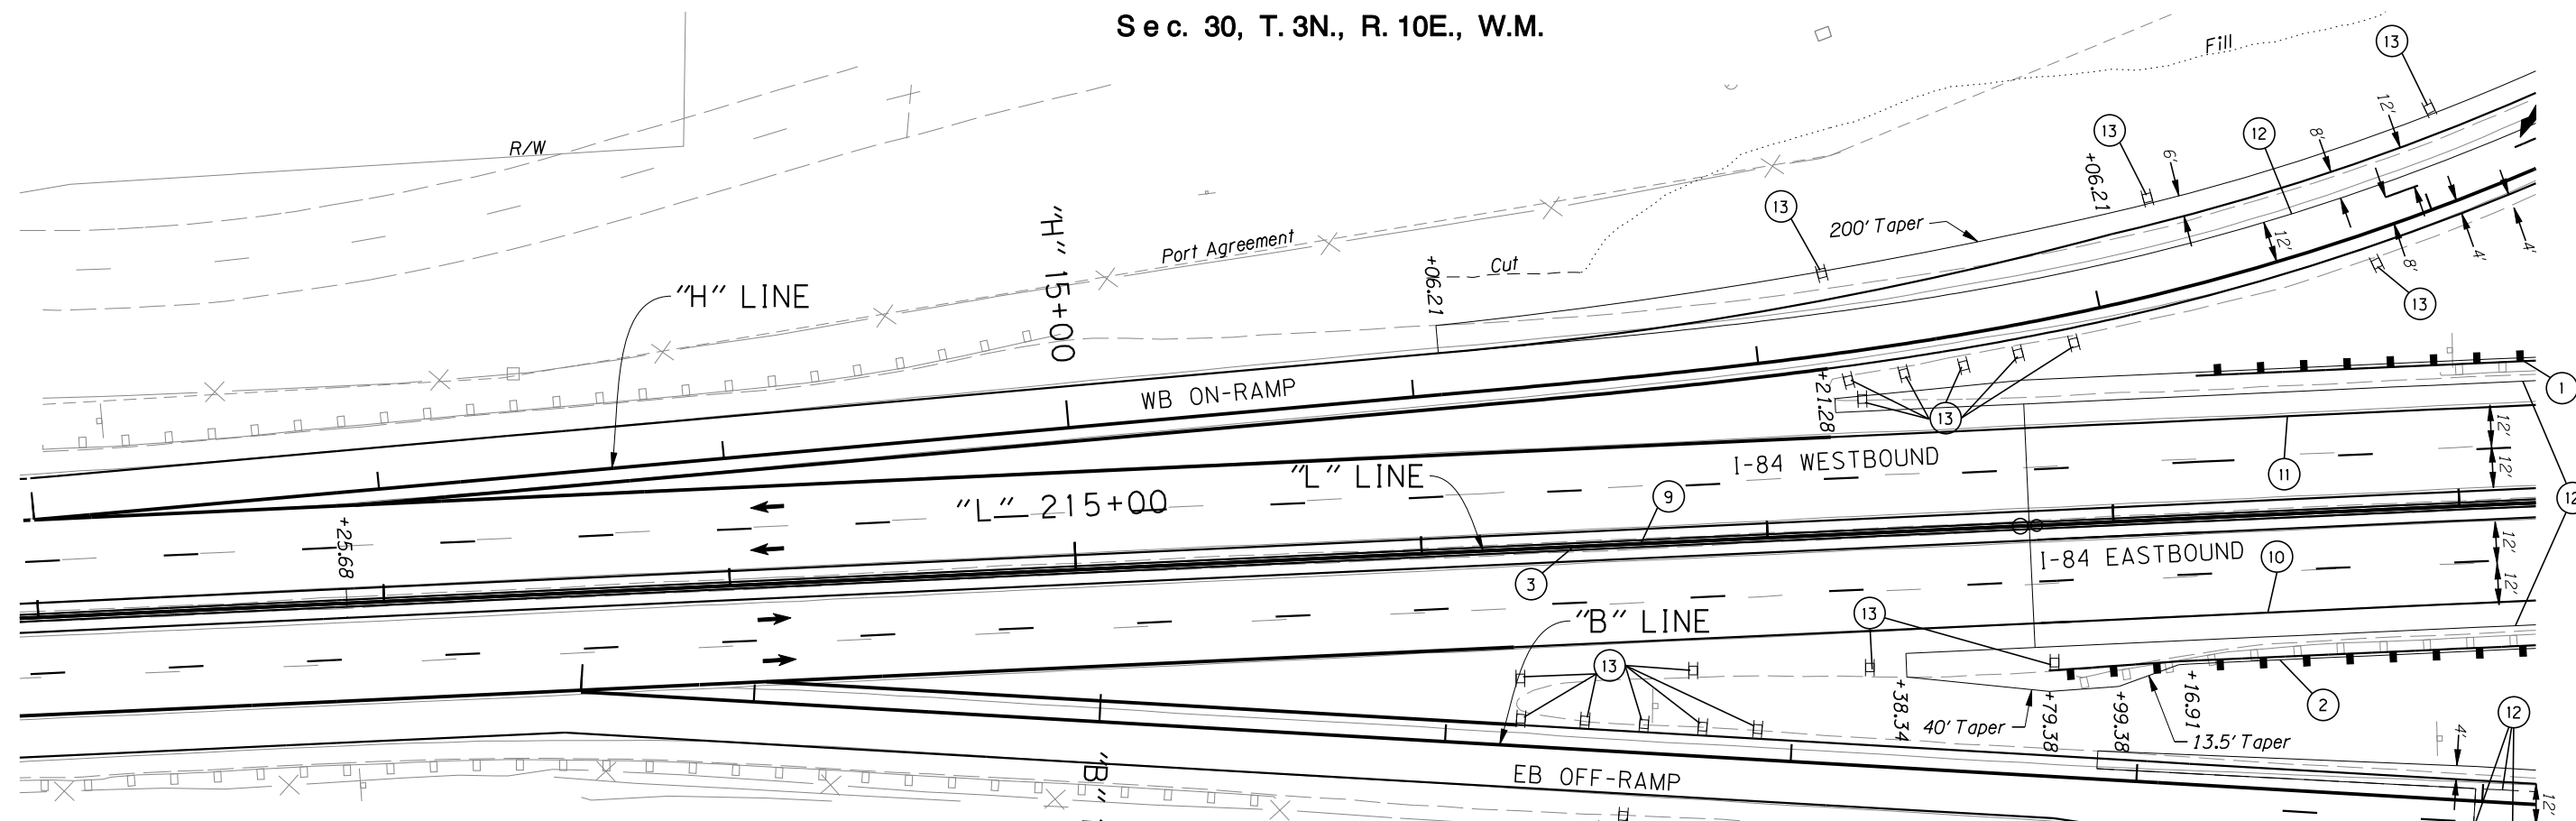 Sec. 30, T. 3N., R. 10E., W.M.
R/W
Fill
13
13
12
12'
8'
6'
+06.21
13
200' Taper
"H" 15+00
Port Agreement
Cut
+06.21
"H" LINE
12'
8'
4'
4'
13
WB ON-RAMP
+21.28
13
1
12'
12'
I-84 WESTBOUND
11
"L" LINE
9
"L" 215+00
12
+25.68
3
I-84 EASTBOUND
10
12'
12'
"B" LINE
13
13
+38.34
40' Taper
+79.38
+99.38
+16.91
13.5' Taper
2
12
4'
"B"
EB OFF-RAMP
12'